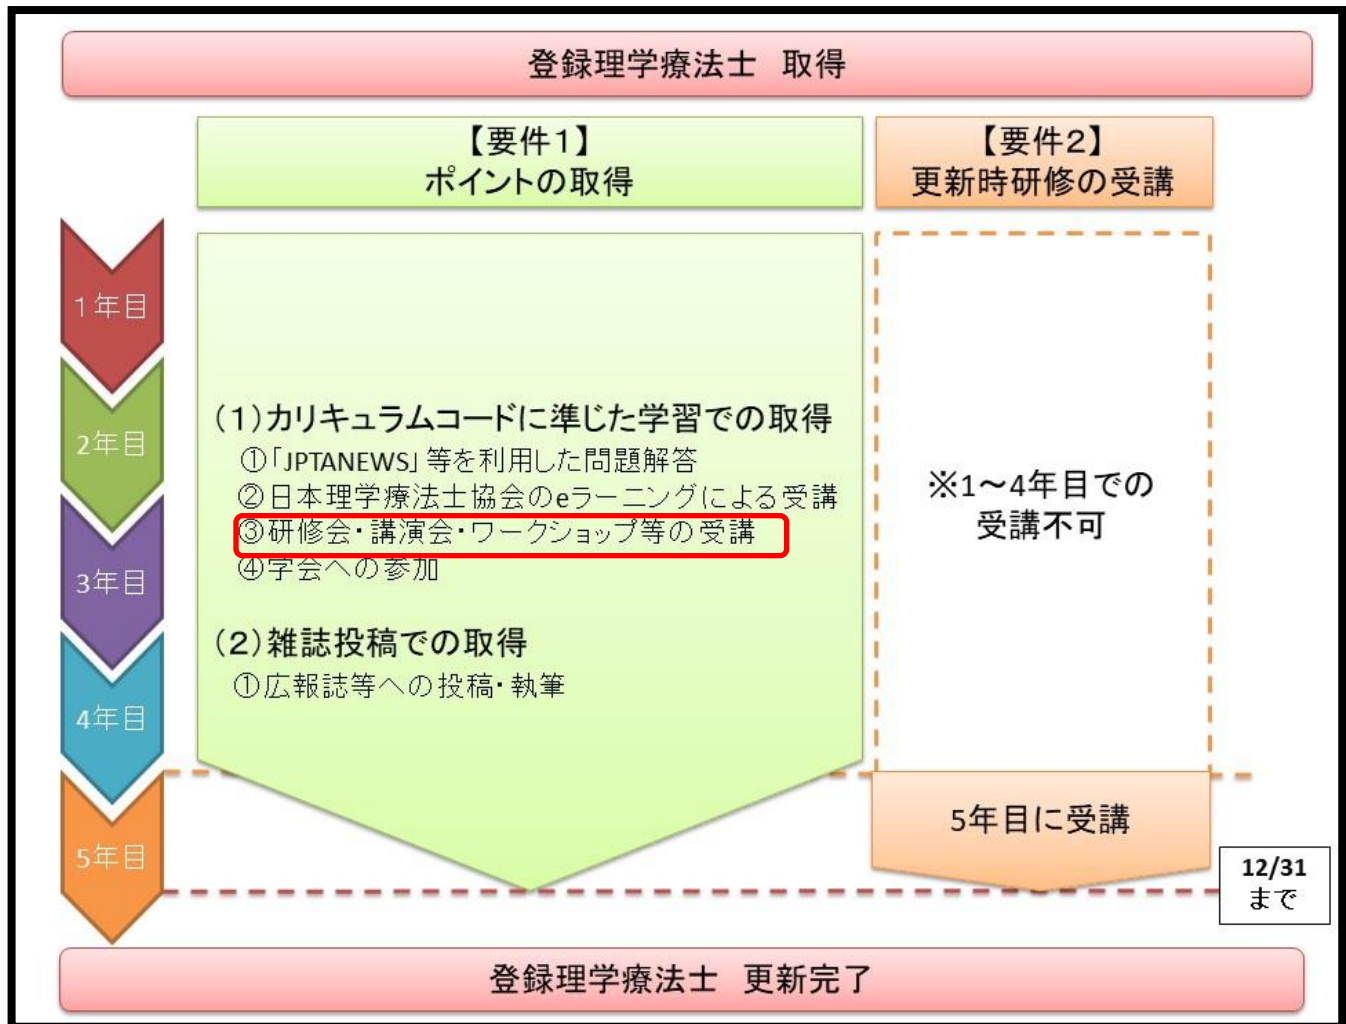 登録理学療法士　取得
【要件１】
ポイントの取得
【要件２】
更新時研修の受講
１年目
2年目
3年目
4年目
5年目
（１）カリキュラムコードに準じた学習での取得
①「JPTANEWS」等を利用した問題解答
②日本理学療法士協会のeラーニングによる受講
③研修会・講演会・ワークショップ等の受講
④学会への参加
（２）雑誌投稿での取得
①広報誌等への投稿・執筆
※1～4年目での
受講不可
5年目に受講
12/31
まで
登録理学療法士　更新完了